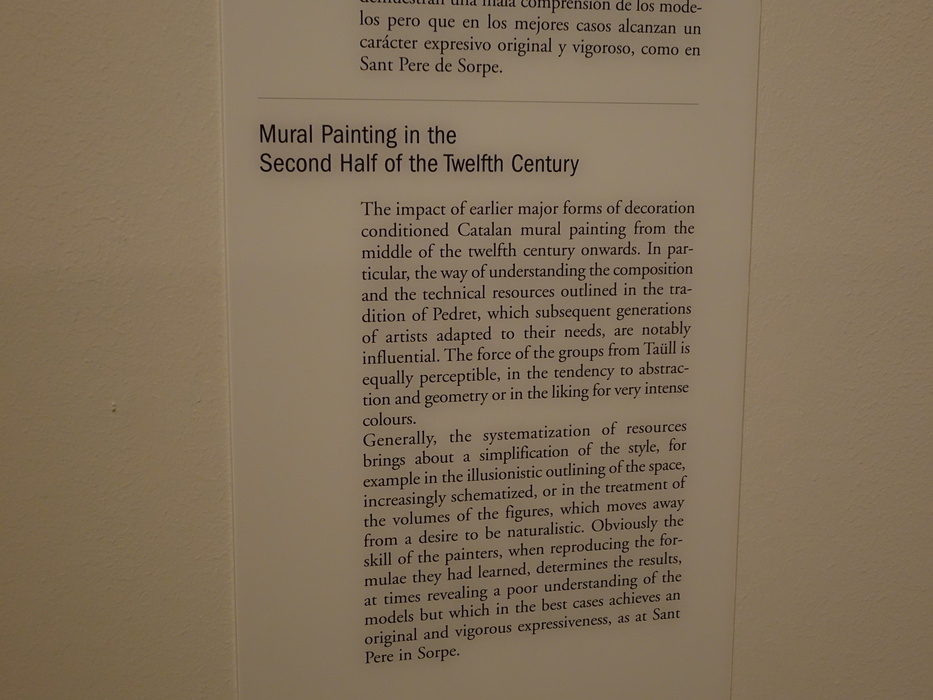 demuestran una mala comprensión de los mode-
los pero que en los mejores casos alcanzan un
carácter expresivo original y vigoroso, como en
Sant Pere de Sorpe.
Mural Painting in the
Second Half of the Twelfth Century
The impact of earlier major forms of decoration
conditioned Catalan mural painting from the
middle of the twelfth century onwards. In par-
ticular, the way of understanding the composition
and the technical resources outlined in the tra-
dition of Pedret, which subsequent generations
of artists adapted to their needs, are notably
influential. The force of the groups from Taüll is
equally perceptible, in the tendency to abstrac-
tion and geometry or in the liking for very intense
colours.
Generally, the systematization of resources
brings about a simplification of the style, for
example in the illusionistic outlining of the space,
increasingly schematized, or in the treatment of
the volumes of the figures, which moves away
from a desire to be naturalistic. Obviously the
skill of the painters, when reproducing the for-
mulae they had learned, determines the results,
at times revealing a poor understanding of the
models but which in the best cases achieves an
original and vigorous expressiveness, as at Sant
Pere in Sorpe.